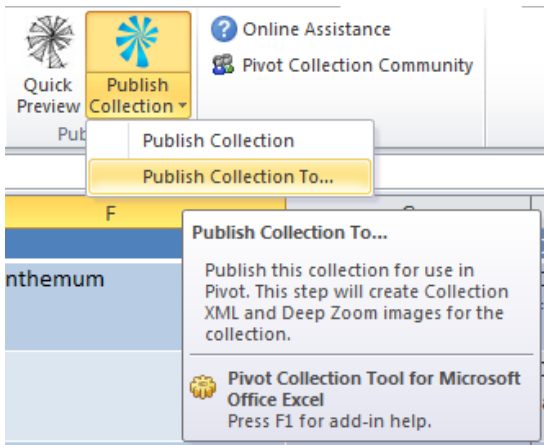 Quick
Preview
Publish
Collection
Online Assistance
Pivot Collection Community
Pub
Publish Collection
Publish Collection To...
F
Publish Collection To...
Publish this collection for use in
Pivot. This step will create Collection
XML and Deep Zoom images for the
collection.
Pivot Collection Tool for Microsoft
Office Excel
Press F1 for add-in help.
nthemum